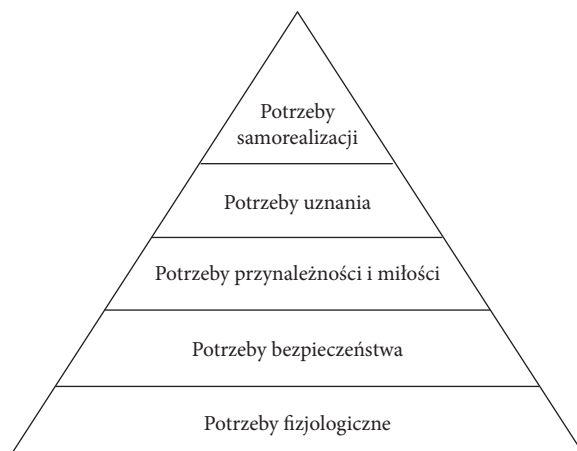 Potrzeby
samorealizacji
Potrzeby uznania
Potrzeby przynależności i miłości
Potrzeby bezpieczeństwa
Potrzeby fizjologiczne